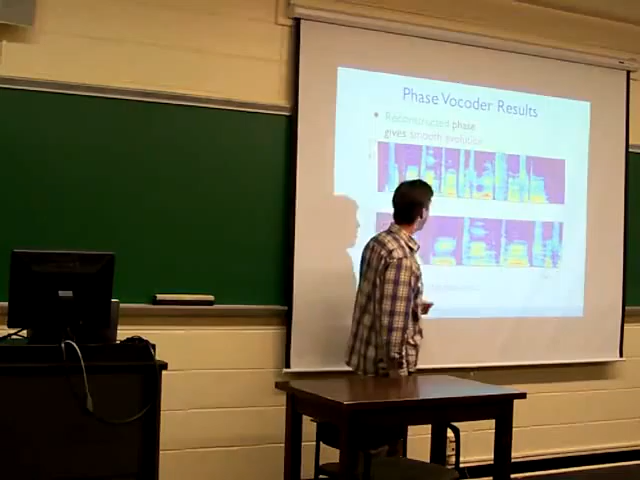 Phase Vocoder Results
• Reconstructed phase
gives smooth evolution